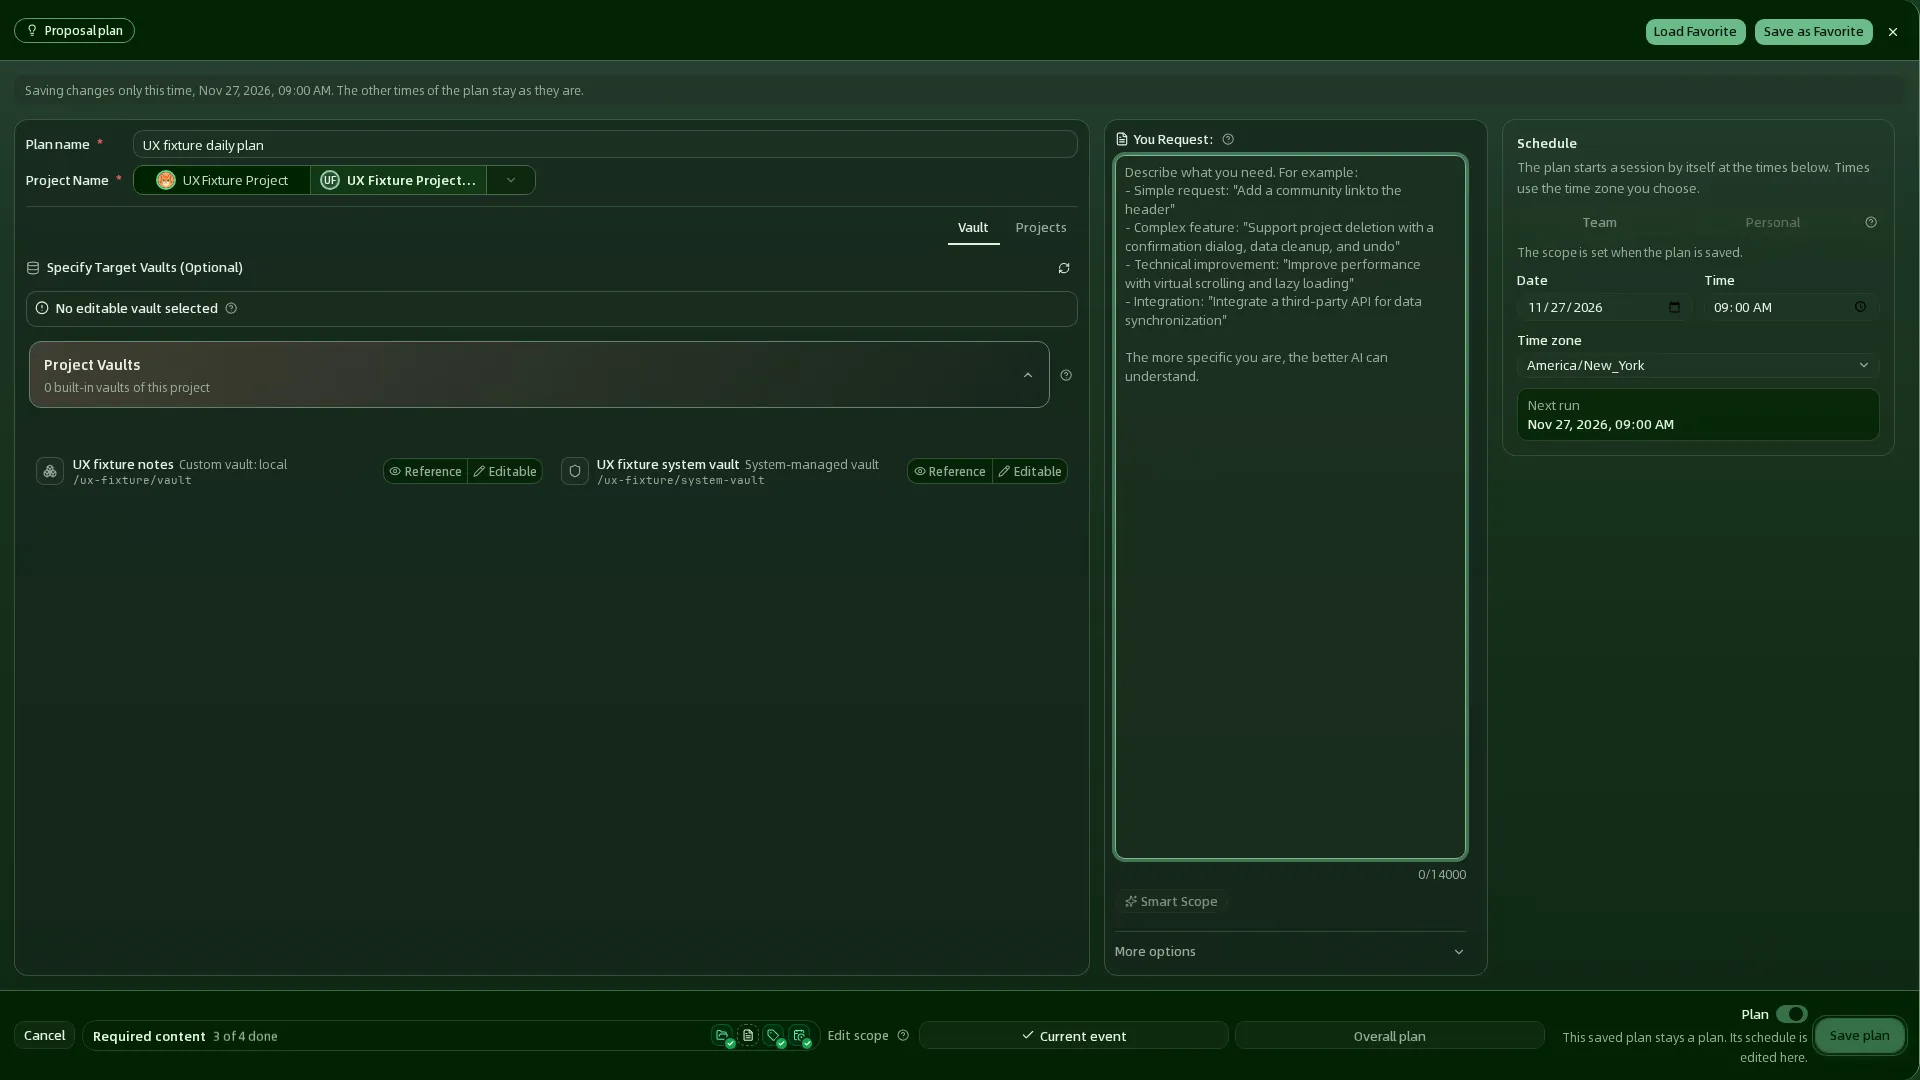 Proposal plan
Load Favorite
Save as Favorite
Saving changes only this time, Nov 27, 2026, 09:00 AM. The other times of the plan stay as they are.
Plan name *
UX fixture daily plan
Project Name *
UX Fixture Project
UF
UX Fixture Project...
Vault
Projects
Specify Target Vaults (Optional)
No editable vault selected
Project Vaults
0 built-in vaults of this project
UX fixture notes Custom vault: local
/ux-fixture/vault
Reference
Editable
UX fixture system vault System-managed vault
/ux-fixture/system-vault
Reference
Editable
You Request:
Describe what you need. For example:
- Simple request: "Add a community link to the
header"
- Complex feature: "Support project deletion with a
confirmation dialog, data cleanup, and undo"
- Technical improvement: "Improve performance
with virtual scrolling and lazy loading"
- Integration: "Integrate a third-party API for data
synchronization"
The more specific you are, the better AI can
understand.
0/14000
Smart Scope
More options
Schedule
The plan starts a session by itself at the times below. Times
use the time zone you choose.
Team
Personal
The scope is set when the plan is saved.
Date
Time
11/27/2026
09:00 AM
Time zone
America/New_York
Next run
Nov 27, 2026, 09:00 AM
Cancel
Required content 3 of 4 done
Edit scope
Current event
Overall plan
Plan
This saved plan stays a plan. Its schedule is
edited here.
Save plan